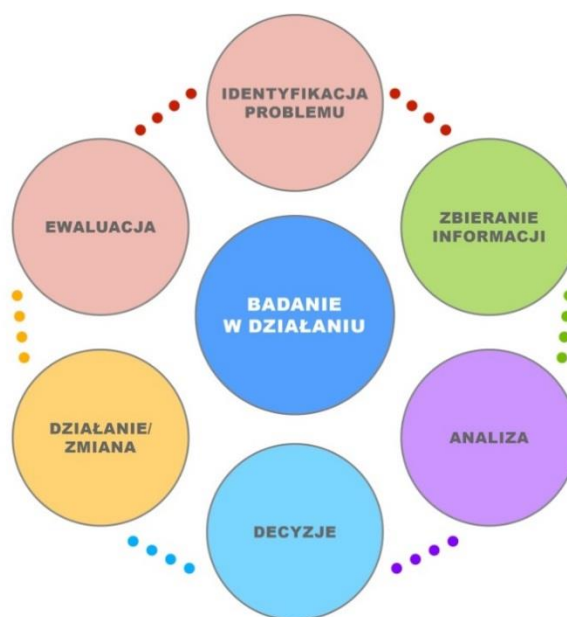 IDENTYFIKACJA
PROBLEMU
ZBIERANIE
INFORMACJI
ANALIZA
DECYZJE
DZIAŁANIE/
ZMIANA
EWALUACJA
BADANIE
W DZIAŁANIU